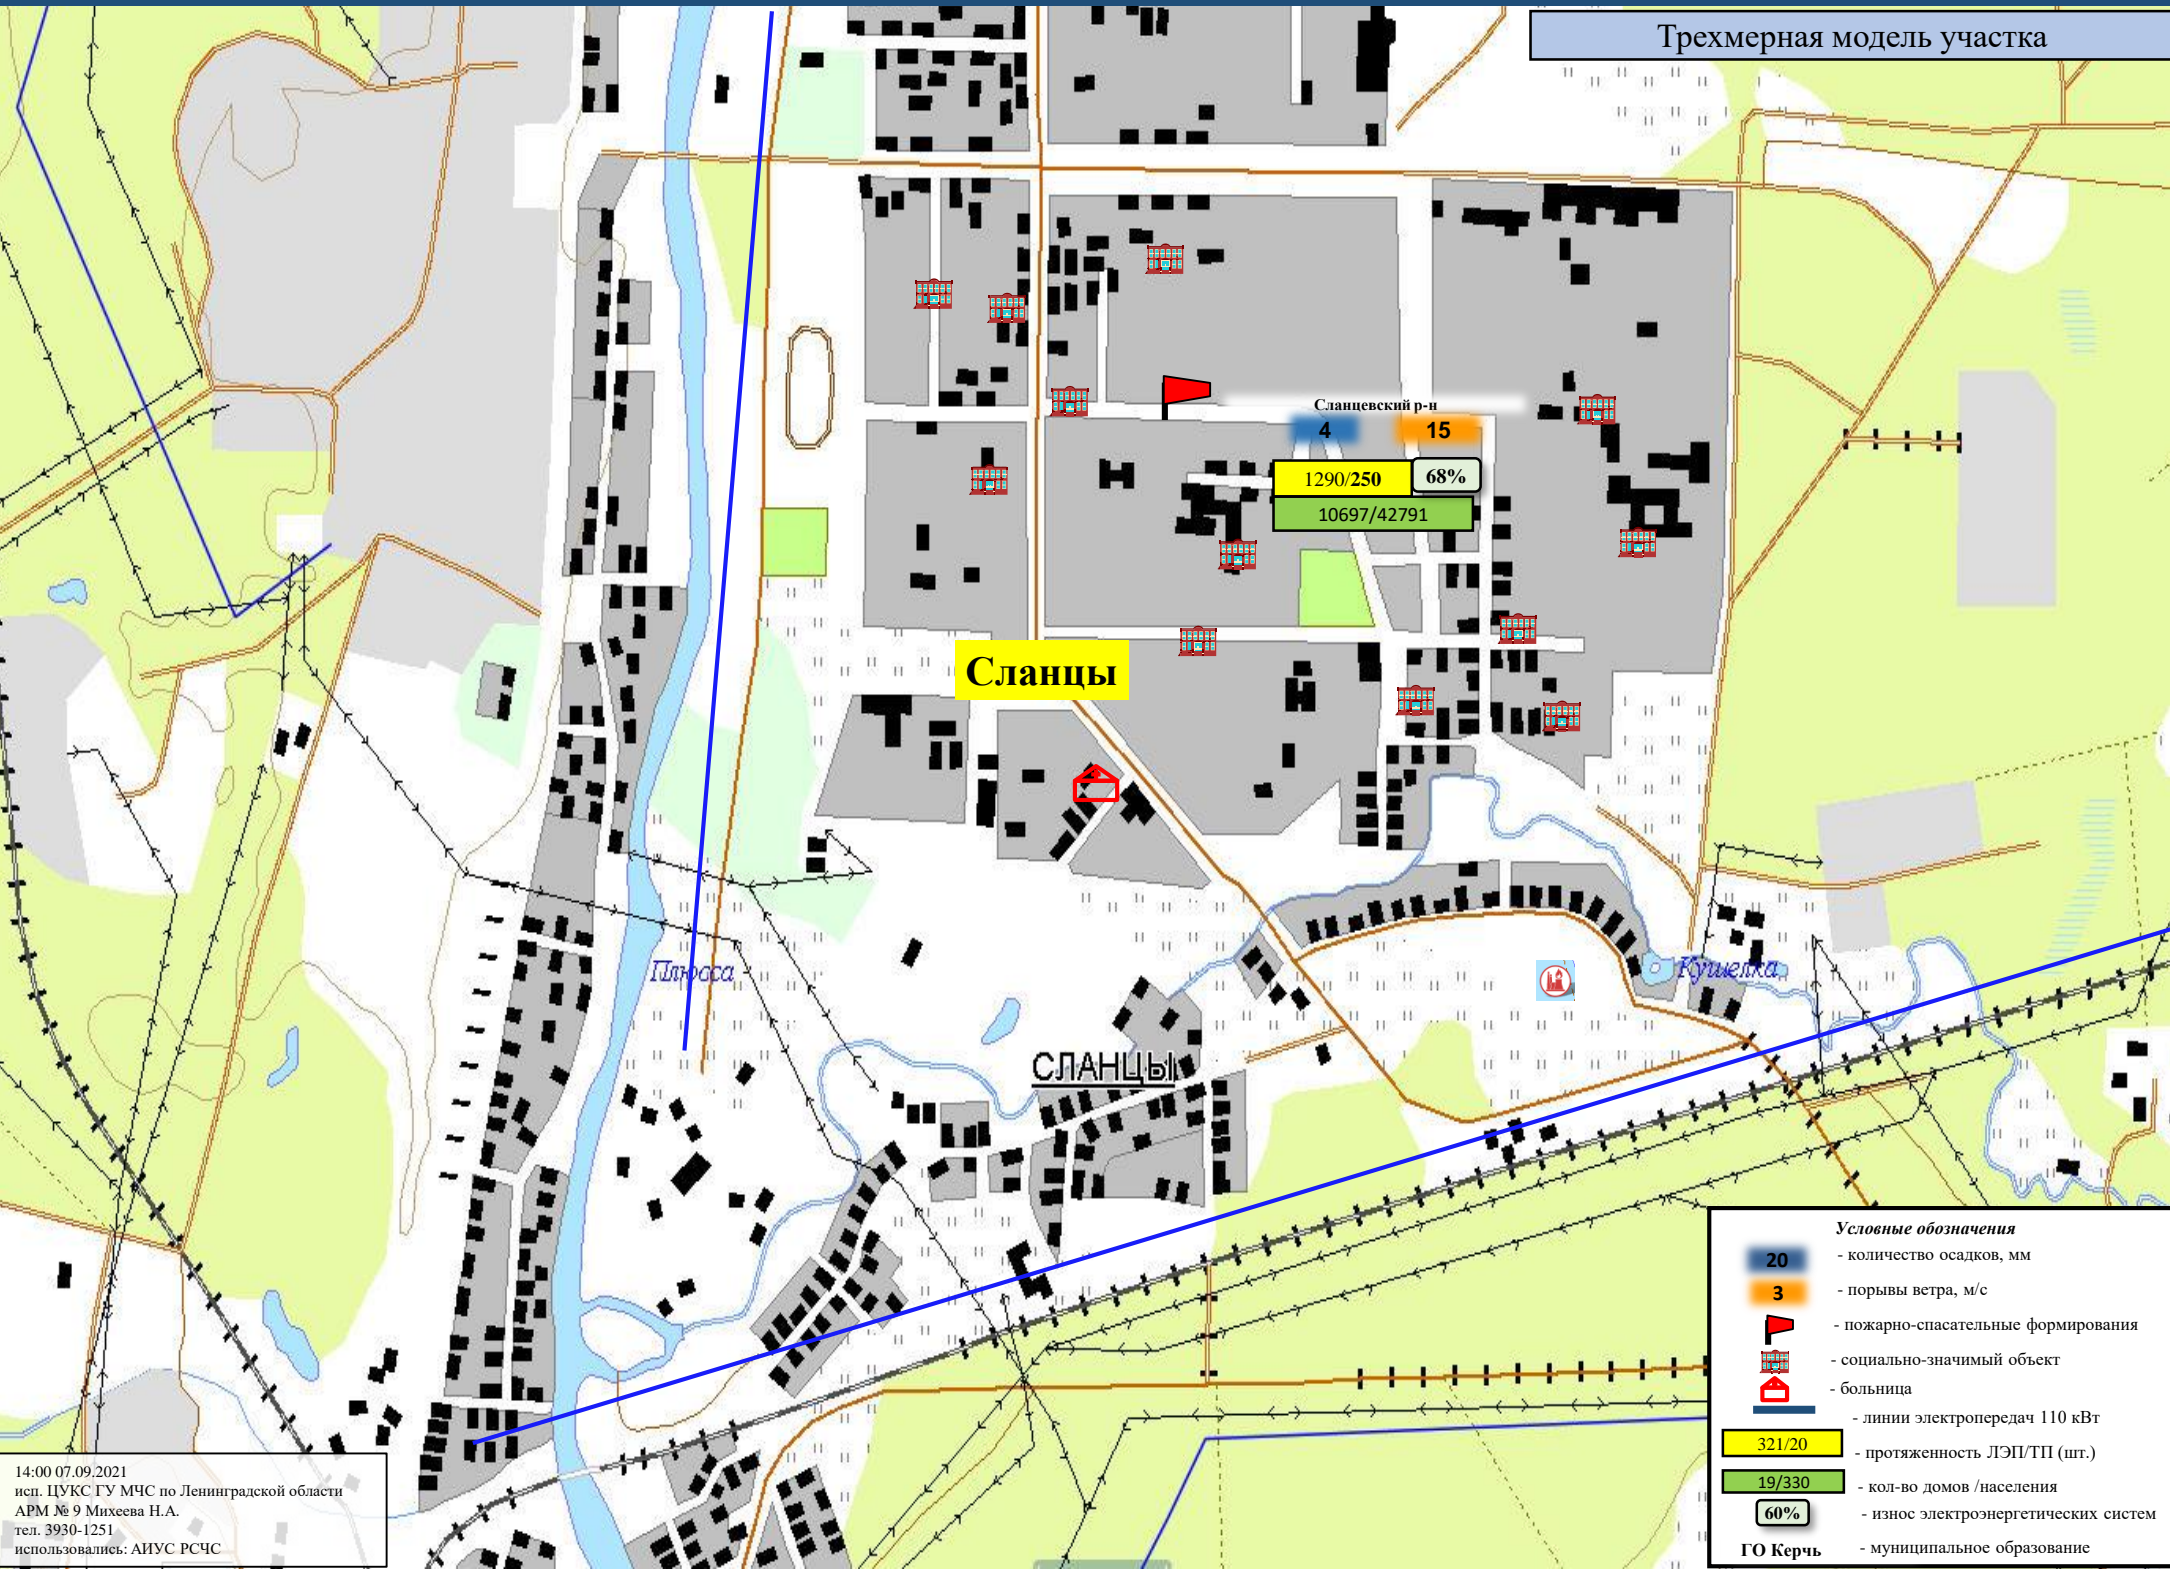 Трехмерная модель участка
Сланцевский р-н
4
15
1290/250
68%
10697/42791
Сланцы
Плюсса
Кушелка
СЛАНЦЫ
Условные обозначения
20 - количество осадков, мм
3 - порывы ветра, м/с
- пожарно-спасательные формирования
- социально-значимый объект
- больница
- линии электропередач 110 кВт
321/20 - протяженность ЛЭП/ТП (шт.)
19/330 - кол-во домов /населения
60% - износ электроэнергетических систем
ГО Керчь - муниципальное образование
14:00 07.09.2021
исп. ЦУКС ГУ МЧС по Ленинградской области
АРМ № 9 Михеева Н.А.
тел. 3930-1251
использовались: АИУС РСЧС